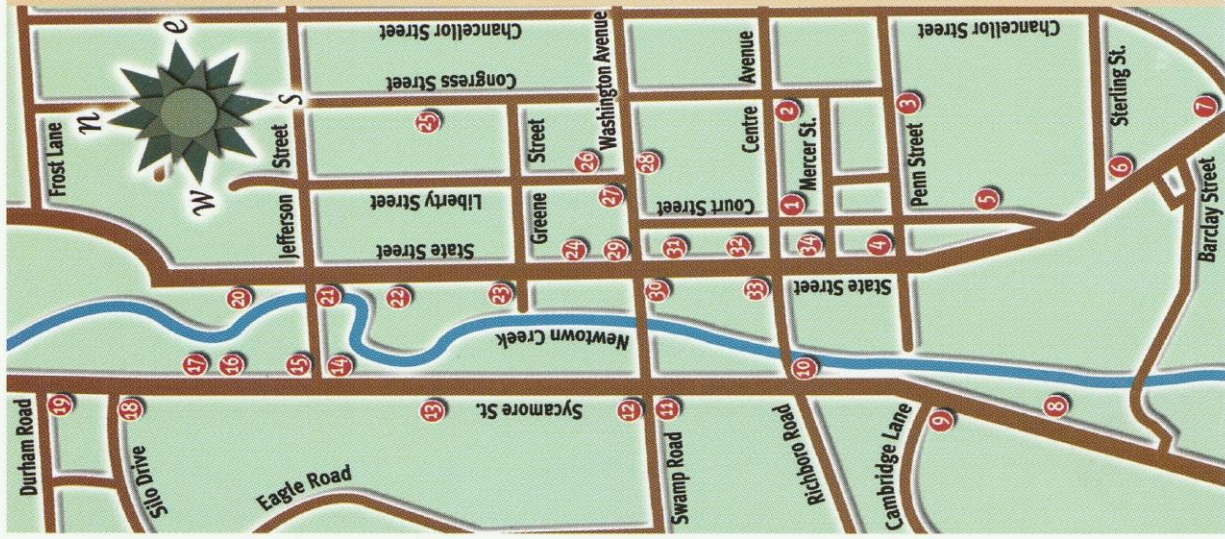 Chancellor Street
Chancellor Street
Congress Street
Washington Avenue
Centre Avenue
Frost Lane
n
e
s
w
Jefferson Street
Liberty Street
Greene Street
Court Street
Mercer St.
Penn Street
Sterling St.
State Street
State Street
Barclay Street
Newtown Creek
Sycamore St.
Durham Road
Silo Drive
Eagle Road
Swamp Road
Richboro Road
Cambridge Lane
1
2
3
4
5
6
7
8
9
10
11
12
13
14
15
16
17
18
19
20
21
22
23
24
25
26
27
28
29
30
31
32
33
34